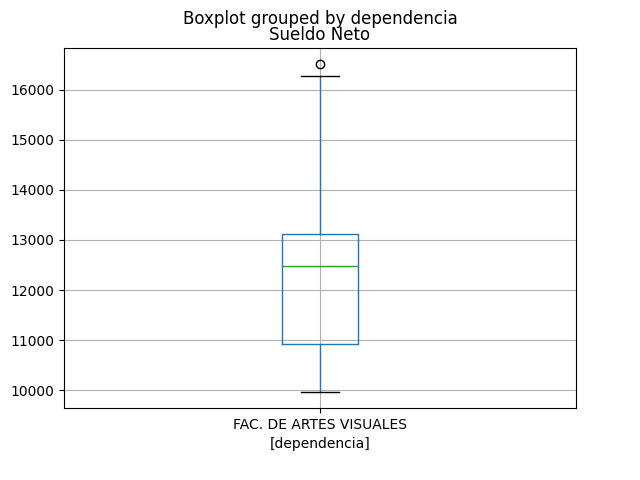 Boxplot grouped by dependencia
Sueldo Neto
16000
15000
14000
13000
12000
11000
10000
FAC. DE ARTES VISUALES
[dependencia]